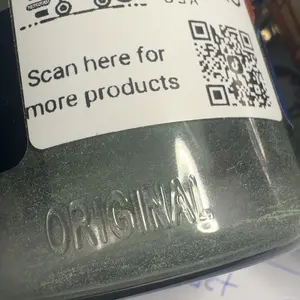 Scan here for
more products
ORIGINAL